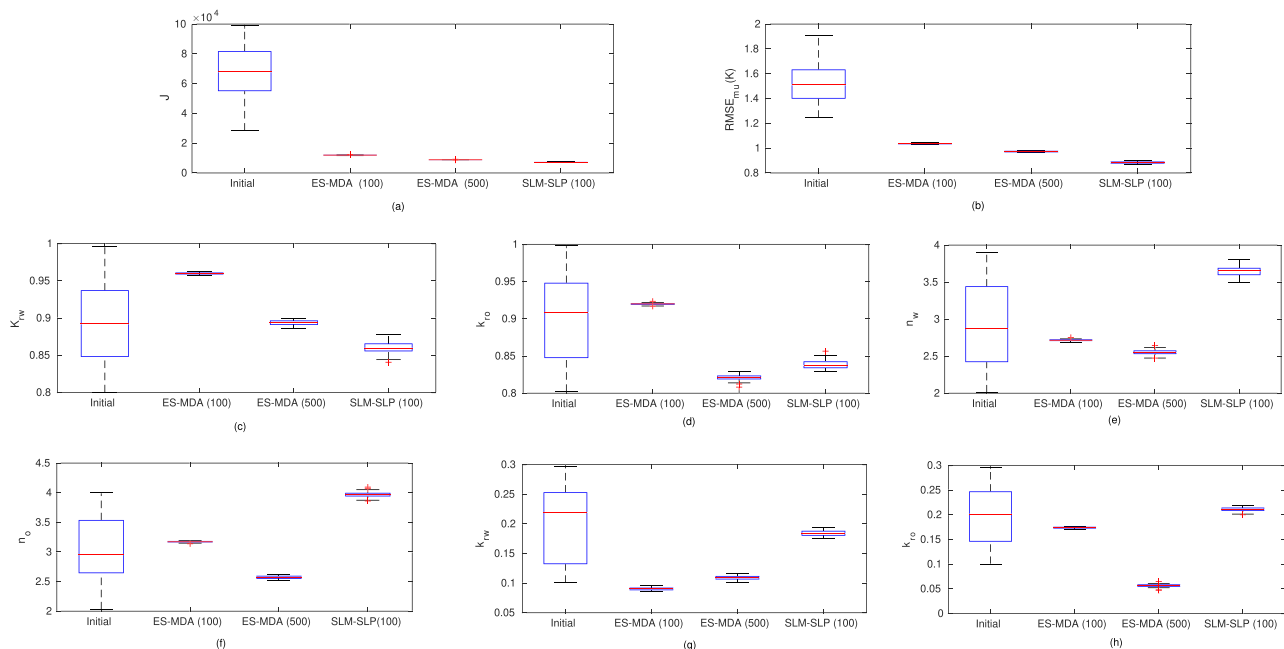 ×10⁴
10
8
6
4
2
0
J
Initial
ES-MDA (100)
ES-MDA (500)
SLM-SLP (100)
(a)
2
1.8
1.6
1.4
1.2
1
0.8
RMSE_mu(K)
Initial
ES-MDA (100)
ES-MDA (500)
SLM-SLP (100)
(b)
1
0.95
0.9
0.85
0.8
K_rw
Initial
ES-MDA (100)
ES-MDA (500)
SLM-SLP (100)
(c)
1
0.95
0.9
0.85
0.8
k_ro
Initial
ES-MDA (100)
ES-MDA (500)
SLM-SLP (100)
(d)
4
3.5
3
2.5
2
n_w
Initial
ES-MDA (100)
ES-MDA (500)
SLM-SLP (100)
(e)
4.5
4
3.5
3
2.5
2
n_o
Initial
ES-MDA (100)
ES-MDA (500)
SLM-SLP(100)
(f)
0.3
0.25
0.2
0.15
0.1
0.05
k_rw
Initial
ES-MDA (100)
ES-MDA (500)
SLM-SLP (100)
(g)
0.3
0.25
0.2
0.15
0.1
0.05
0
k_ro
Initial
ES-MDA (100)
ES-MDA (500)
SLM-SLP (100)
(h)